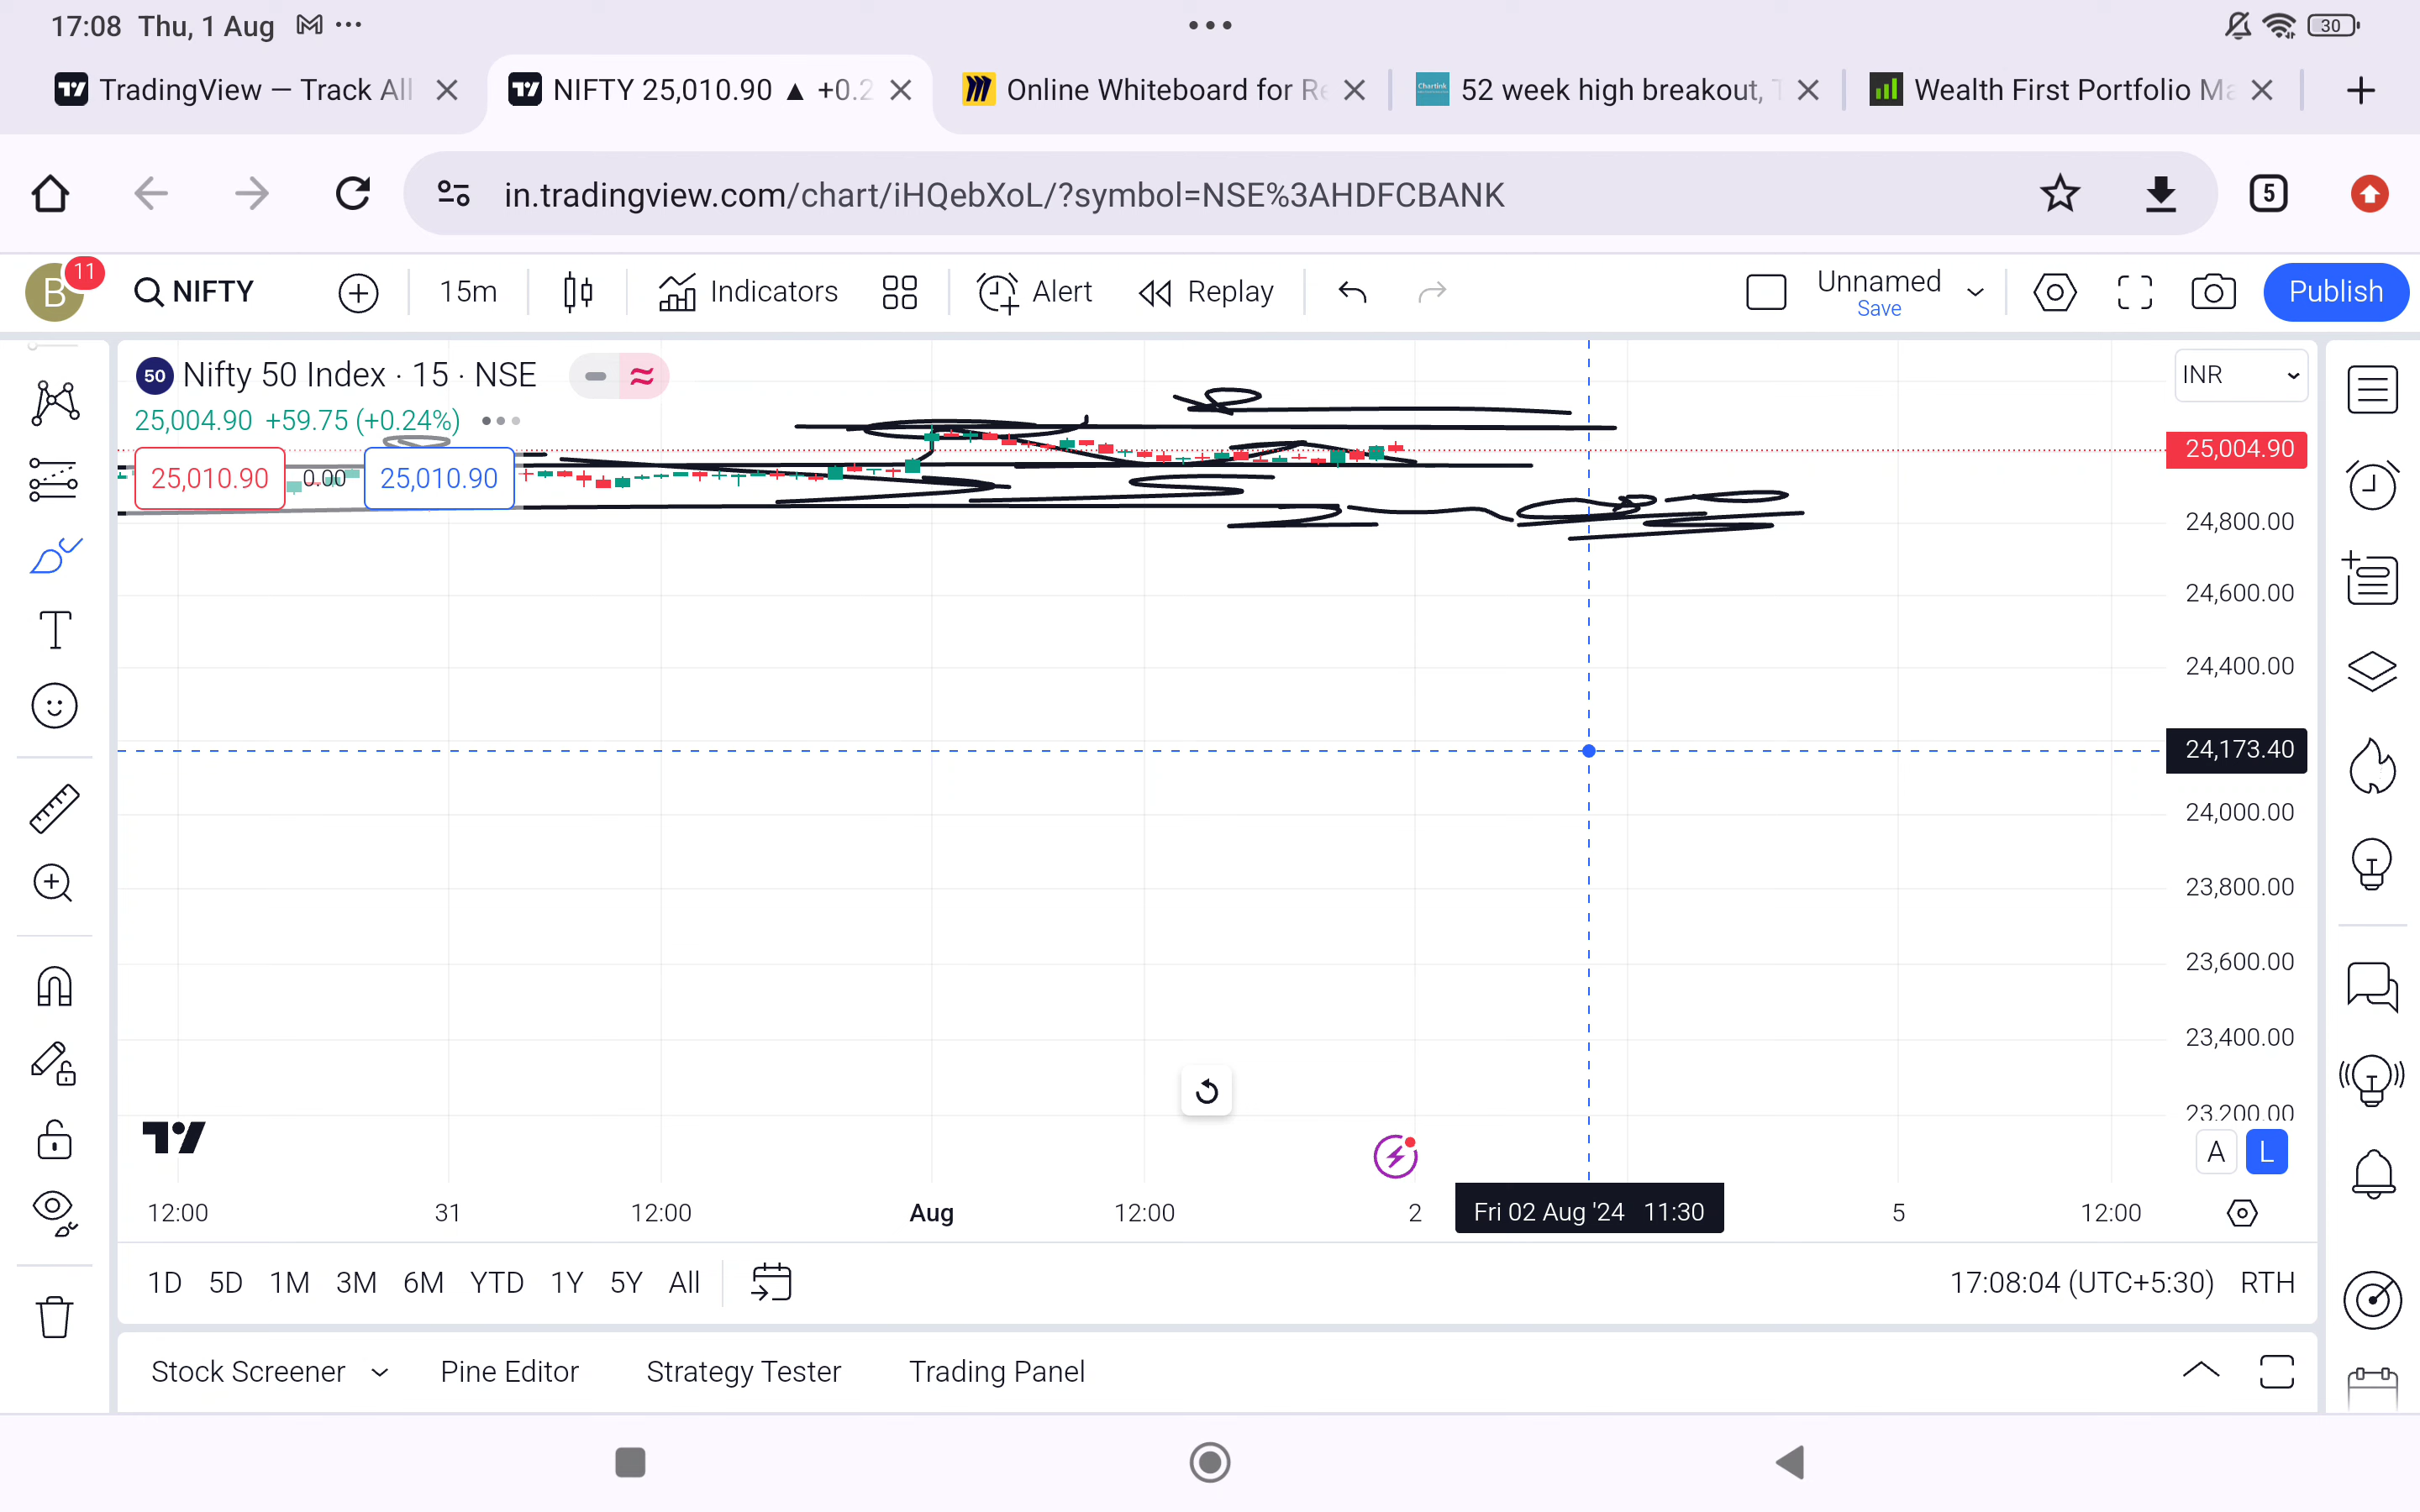 17:08 Thu, 1 Aug
30
TradingView — Track All
NIFTY 25,010.90 ▲ +0.2
Online Whiteboard for Re
Chartink
52 week high breakout, T
Wealth First Portfolio Ma
in.tradingview.com/chart/iHQebXoL/?symbol=NSE%3AHDFCBANK
5
B
11
NIFTY
15m
Indicators
Alert
Replay
Unnamed
Save
Publish
50 Nifty 50 Index · 15 · NSE
25,004.90 +59.75 (+0.24%)
25,010.90
0.00
25,010.90
INR
25,004.90
24,800.00
24,600.00
24,400.00
24,173.40
24,000.00
23,800.00
23,600.00
23,400.00
23,200.00
A
L
12:00
31
12:00
Aug
12:00
2
Fri 02 Aug '24 11:30
5
12:00
1D 5D 1M 3M 6M YTD 1Y 5Y All
17:08:04 (UTC+5:30) RTH
Stock Screener
Pine Editor
Strategy Tester
Trading Panel